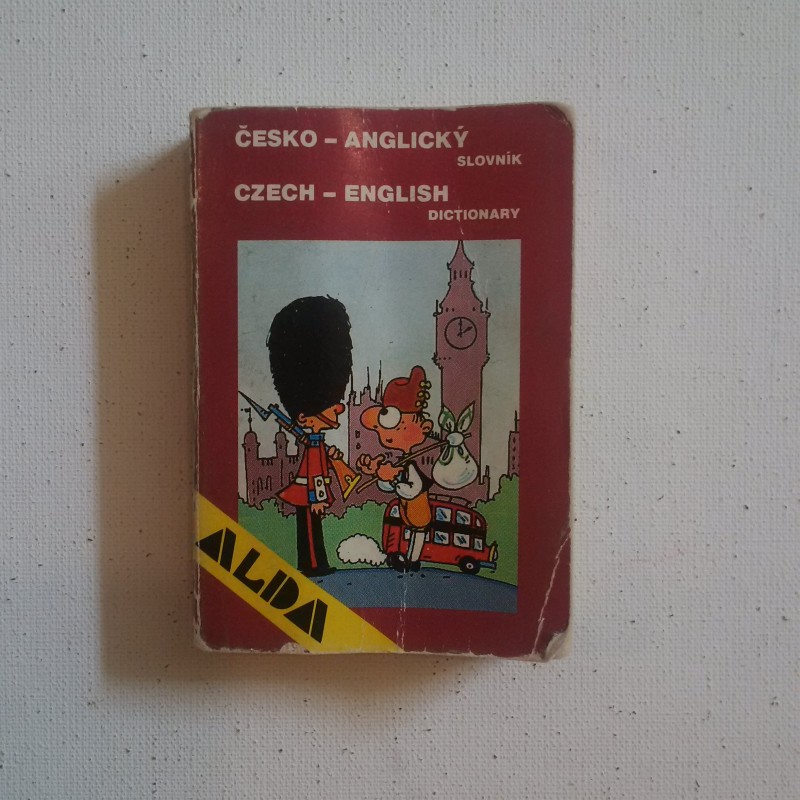 ČESKO – ANGLICKÝ
SLOVNÍK
CZECH – ENGLISH
DICTIONARY
ALDA